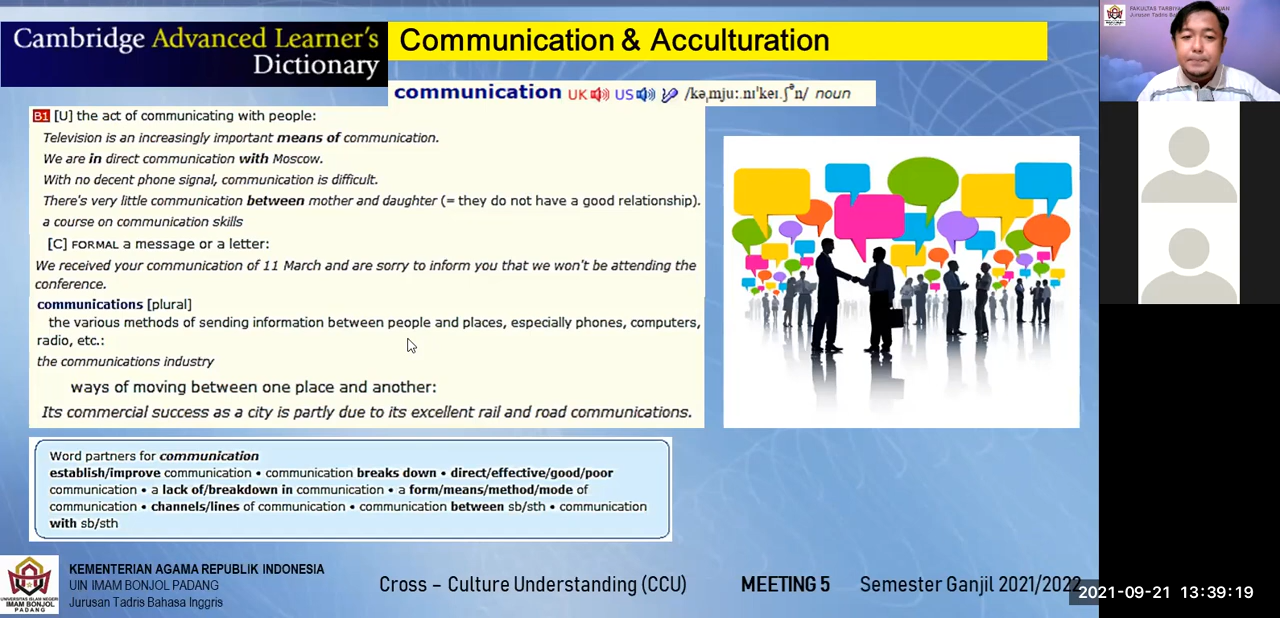 Cambridge Advanced Learner's
Dictionary
Communication & Acculturation
communication UK US /kəˌmjuː.nɪˈkeɪ.ʃᵊn/ noun
B1 [U] the act of communicating with people:
Television is an increasingly important means of communication.
We are in direct communication with Moscow.
With no decent phone signal, communication is difficult.
There's very little communication between mother and daughter (= they do not have a good relationship).
a course on communication skills
[C] FORMAL a message or a letter:
We received your communication of 11 March and are sorry to inform you that we won't be attending the
conference.
communications [plural]
the various methods of sending information between people and places, especially phones, computers,
radio, etc.:
the communications industry
ways of moving between one place and another:
Its commercial success as a city is partly due to its excellent rail and road communications.
Word partners for communication
establish/improve communication • communication breaks down • direct/effective/good/poor
communication • a lack of/breakdown in communication • a form/means/method/mode of
communication • channels/lines of communication • communication between sb/sth • communication
with sb/sth
UNIVERSITAS ISLAM NEGERI
IMAM BONJOL
PADANG
KEMENTERIAN AGAMA REPUBLIK INDONESIA
UIN IMAM BONJOL PADANG
Jurusan Tadris Bahasa Inggris
Cross – Culture Understanding (CCU)
MEETING 5
Semester Ganjil 2021/2022
FAKULTAS
Jurusan Tadris
2021-09-21 13:39:19